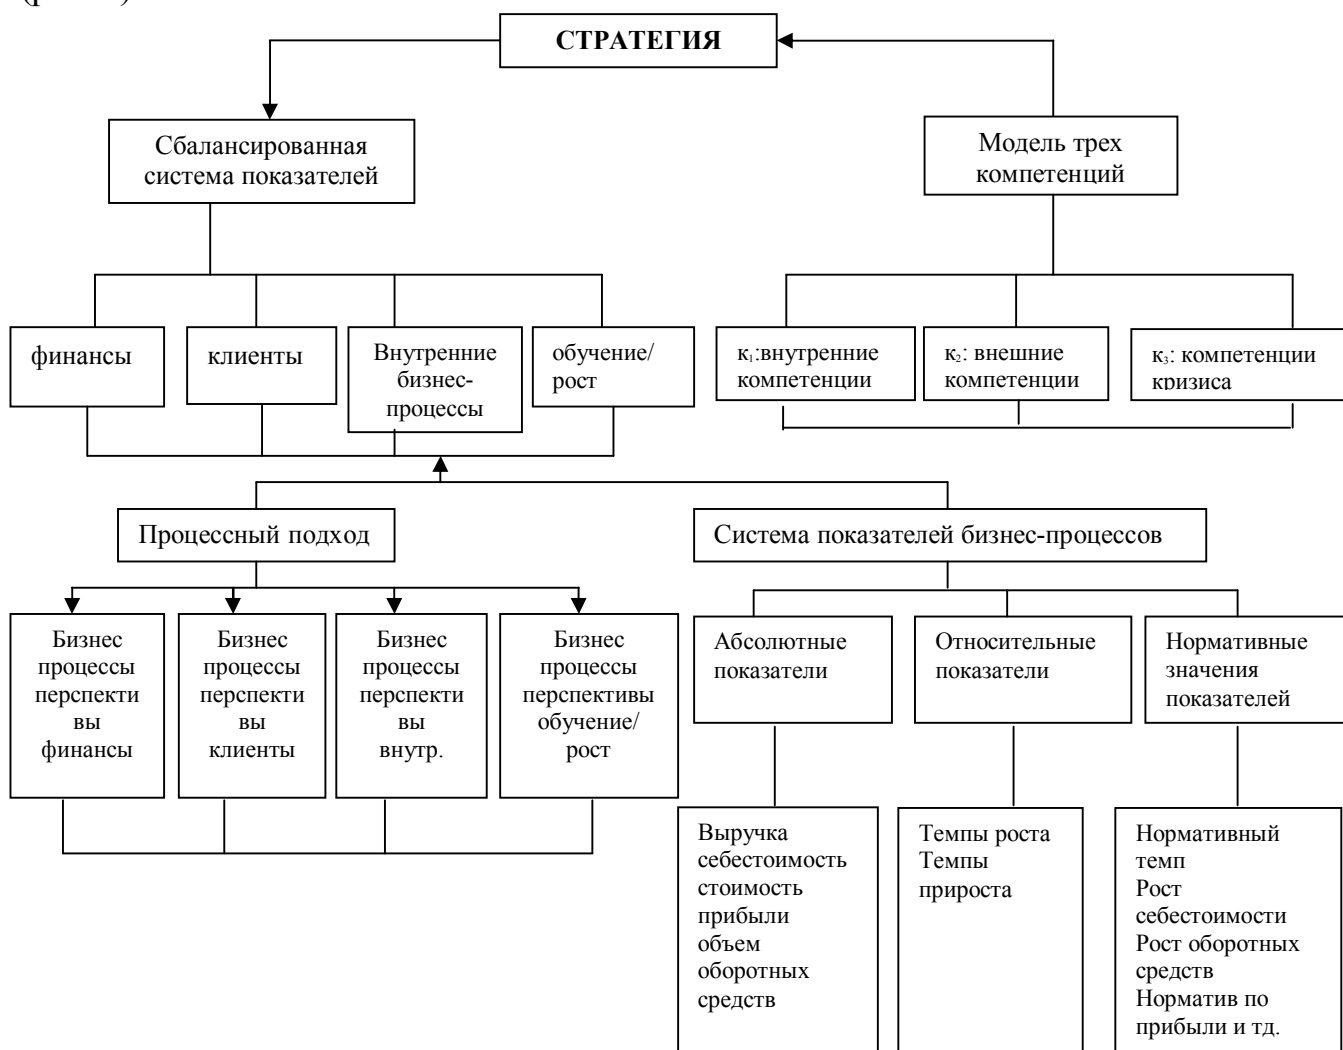 СТРАТЕГИЯ
Сбалансированная
система показателей
Модель трех
компетенций
финансы
клиенты
Внутренние
бизнес-
процессы
обучение/
рост
к₁:внутренние
компетенции
к₂: внешние
компетенции
к₃: компетенции
кризиса
Процессный подход
Система показателей бизнес-процессов
Бизнес
процессы
перспекти
вы
финансы
Бизнес
процессы
перспекти
вы
клиенты
Бизнес
процессы
перспекти
вы
внутр.
Бизнес
процессы
перспективы
обучение/
рост
Абсолютные
показатели
Относительные
показатели
Нормативные
значения
показателей
Выручка
себестоимость
стоимость
прибыли
объем
оборотных
средств
Темпы роста
Темпы
прироста
Нормативный
темп
Рост
себестоимости
Рост оборотных
средств
Норматив по
прибыли и тд.